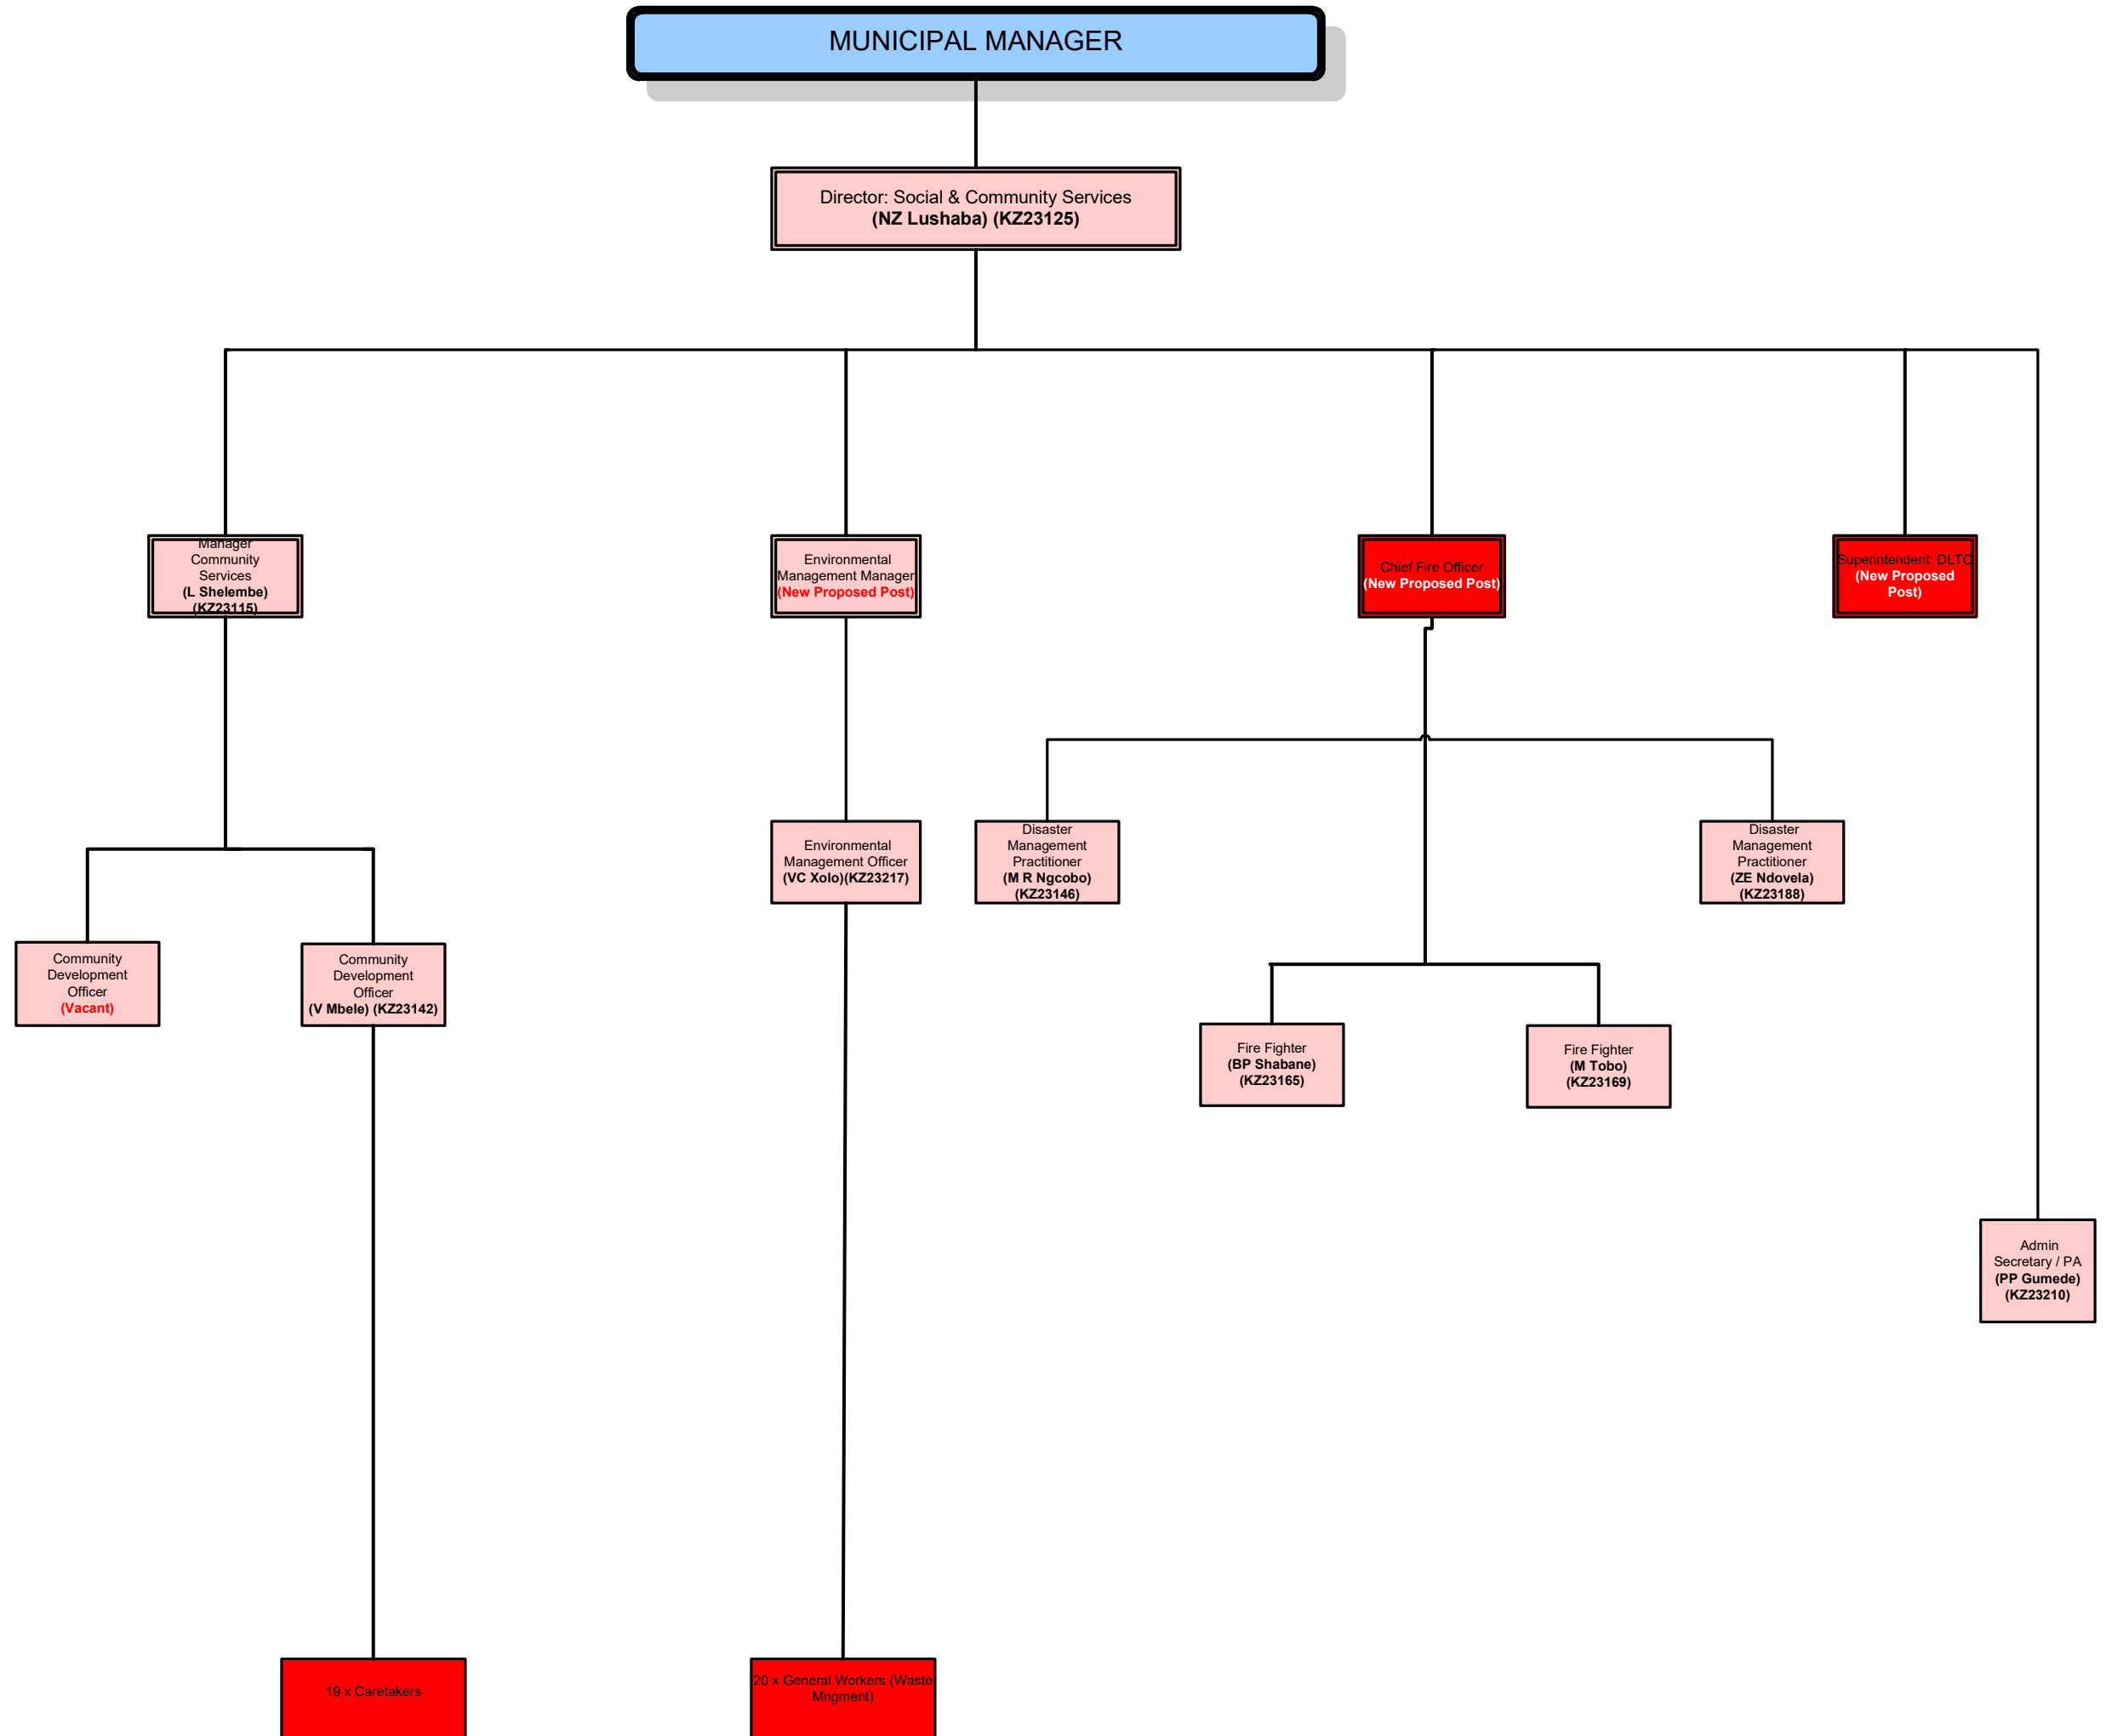 MUNICIPAL MANAGER
Director: Social & Community Services
(NZ Lushaba) (KZ23125)
Manager
Community
Services
(L Shelembe)
(KZ23115)
Environmental
Management Manager
(New Proposed Post)
Chief Fire Officer
(New Proposed Post)
Superintendent: DLTC
(New Proposed
Post)
Environmental
Management Officer
(VC Xolo)(KZ23217)
Disaster
Management
Practitioner
(M R Ngcobo)
(KZ23146)
Disaster
Management
Practitioner
(ZE Ndovela)
(KZ23188)
Community
Development
Officer
(Vacant)
Community
Development
Officer
(V Mbele) (KZ23142)
Fire Fighter
(BP Shabane)
(KZ23165)
Fire Fighter
(M Tobo)
(KZ23169)
Admin
Secretary / PA
(PP Gumede)
(KZ23210)
19 x Caretakers
20 x General Workers (Waste
Mngment)